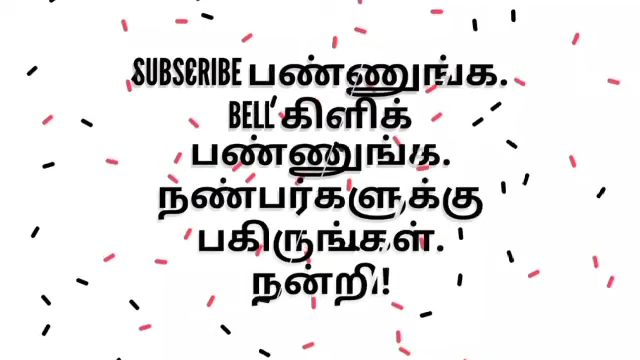 SUBSCRIBE பண்ணுங்க.
BELL கிளிக்
பண்ணுங்க.
நண்பர்களுக்கு
பகிருங்கள்.
நன்றி!